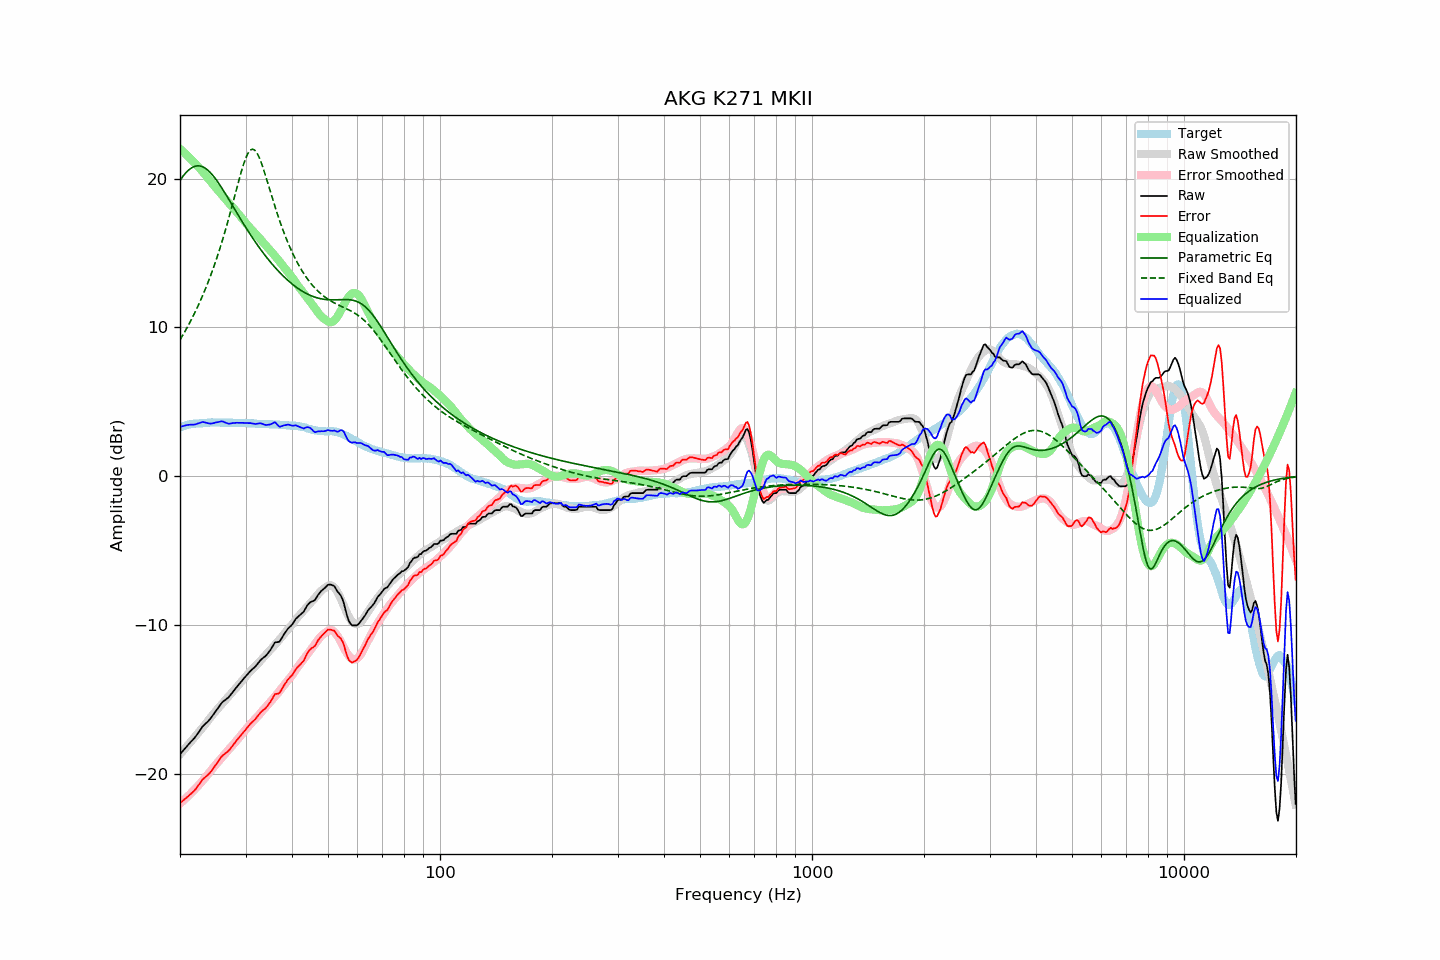 AKG K271 MKII
Target
Raw Smoothed
Error Smoothed
Raw
Error
Equalization
Parametric Eq
Fixed Band Eq
Equalized
20
10
0
−10
−20
Amplitude (dBr)
100
1000
10000
Frequency (Hz)